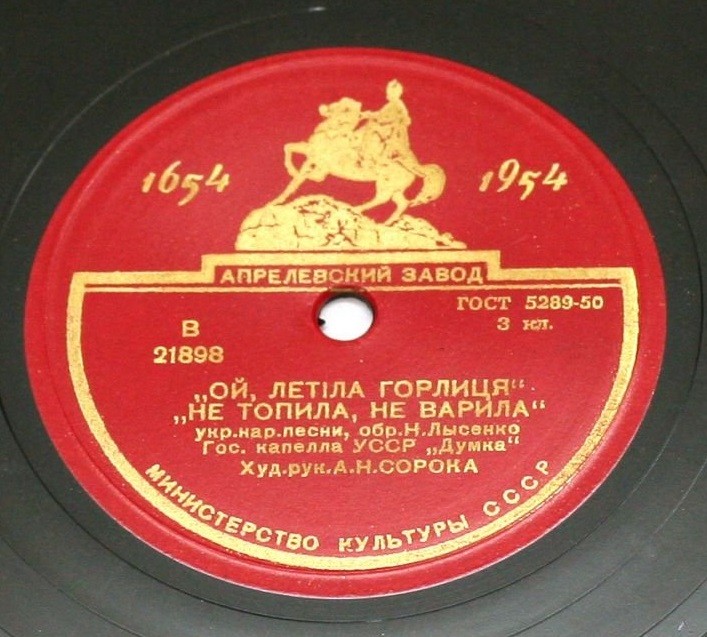 1654 1954
АПРЕЛЕВСКИЙ ЗАВОД
ГОСТ 5289-50
В 3 кл.
21898
„ОЙ, ЛЕТІЛА ГОРЛИЦЯ“
„НЕ ТОПИЛА, НЕ ВАРИЛА“
укр.нар.песни, обр.Н.Лысенко
Гос. капелла УССР „Думка“
Худ.рук.А.Н.СОРОКА
МИНИСТЕРСТВО КУЛЬТУРЫ СССР